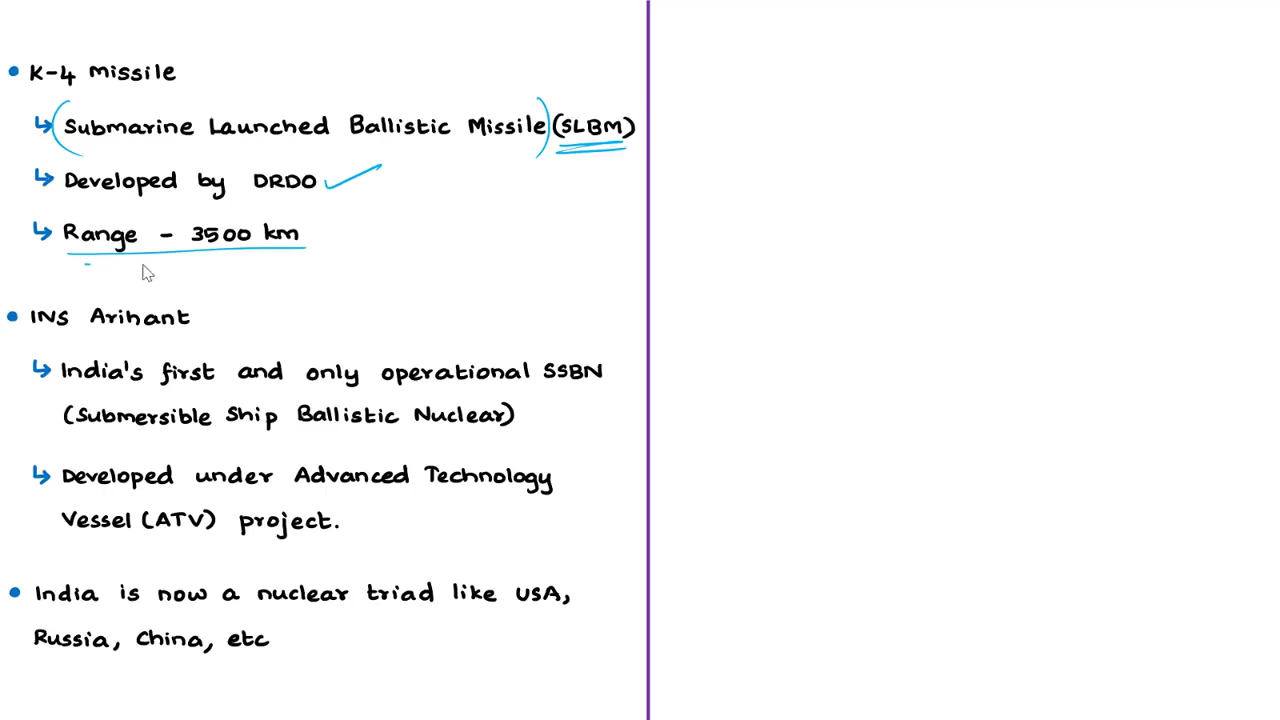 • K-4 missile
↳ (Submarine Launched Ballistic Missile) (SLBM)
↳ Developed by DRDO ✓
↳ Range - 3500 km
• INS Arihant
↳ India's first and only operational SSBN
(Submersible Ship Ballistic Nuclear)
↳ Developed under Advanced Technology
Vessel (ATV) project.
• India is now a nuclear triad like USA,
Russia, China, etc